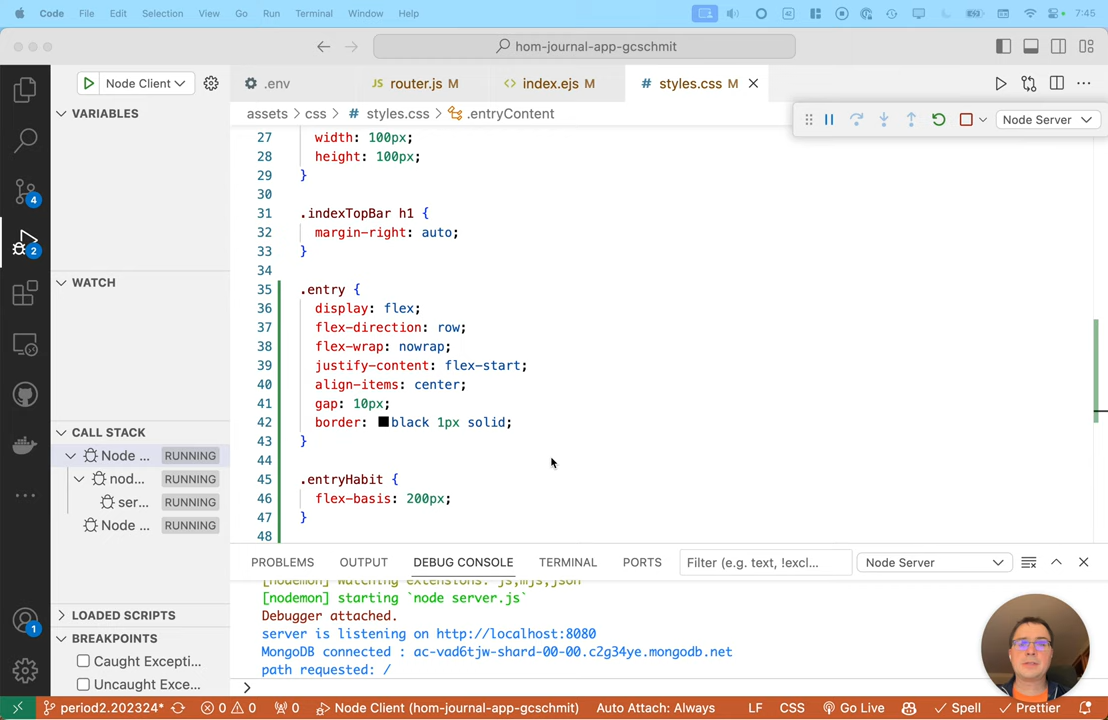 Code File Edit Selection View Go Run Terminal Window Help 7:45
hom-journal-app-gcschmit
Node Client
.env
JS router.js M
<> index.ejs M
# styles.css M
assets > css > # styles.css > .entryContent
Node Server
VARIABLES
WATCH
CALL STACK
Node ... RUNNING
nod... RUNNING
ser... RUNNING
Node ... RUNNING
LOADED SCRIPTS
BREAKPOINTS
Caught Excepti...
Uncaught Exce...
4
2
1
27 width: 100px;
28 height: 100px;
29 }
30
31 .indexTopBar h1 {
32 margin-right: auto;
33 }
34
35 .entry {
36 display: flex;
37 flex-direction: row;
38 flex-wrap: nowrap;
39 justify-content: flex-start;
40 align-items: center;
41 gap: 10px;
42 border: black 1px solid;
43 }
44
45 .entryHabit {
46 flex-basis: 200px;
47 }
48
PROBLEMS OUTPUT DEBUG CONSOLE TERMINAL PORTS Filter (e.g. text, !excl... Node Server
[nodemon] watching extensions: js,mjs,json
[nodemon] starting `node server.js`
Debugger attached.
server is listening on http://localhost:8080
MongoDB connected : ac-vad6tjw-shard-00-00.c2g34ye.mongodb.net
path requested: /
>
period2.202324* 0 0 0 Node Client (hom-journal-app-gcschmit) Auto Attach: Always LF CSS Go Live Spell Prettier